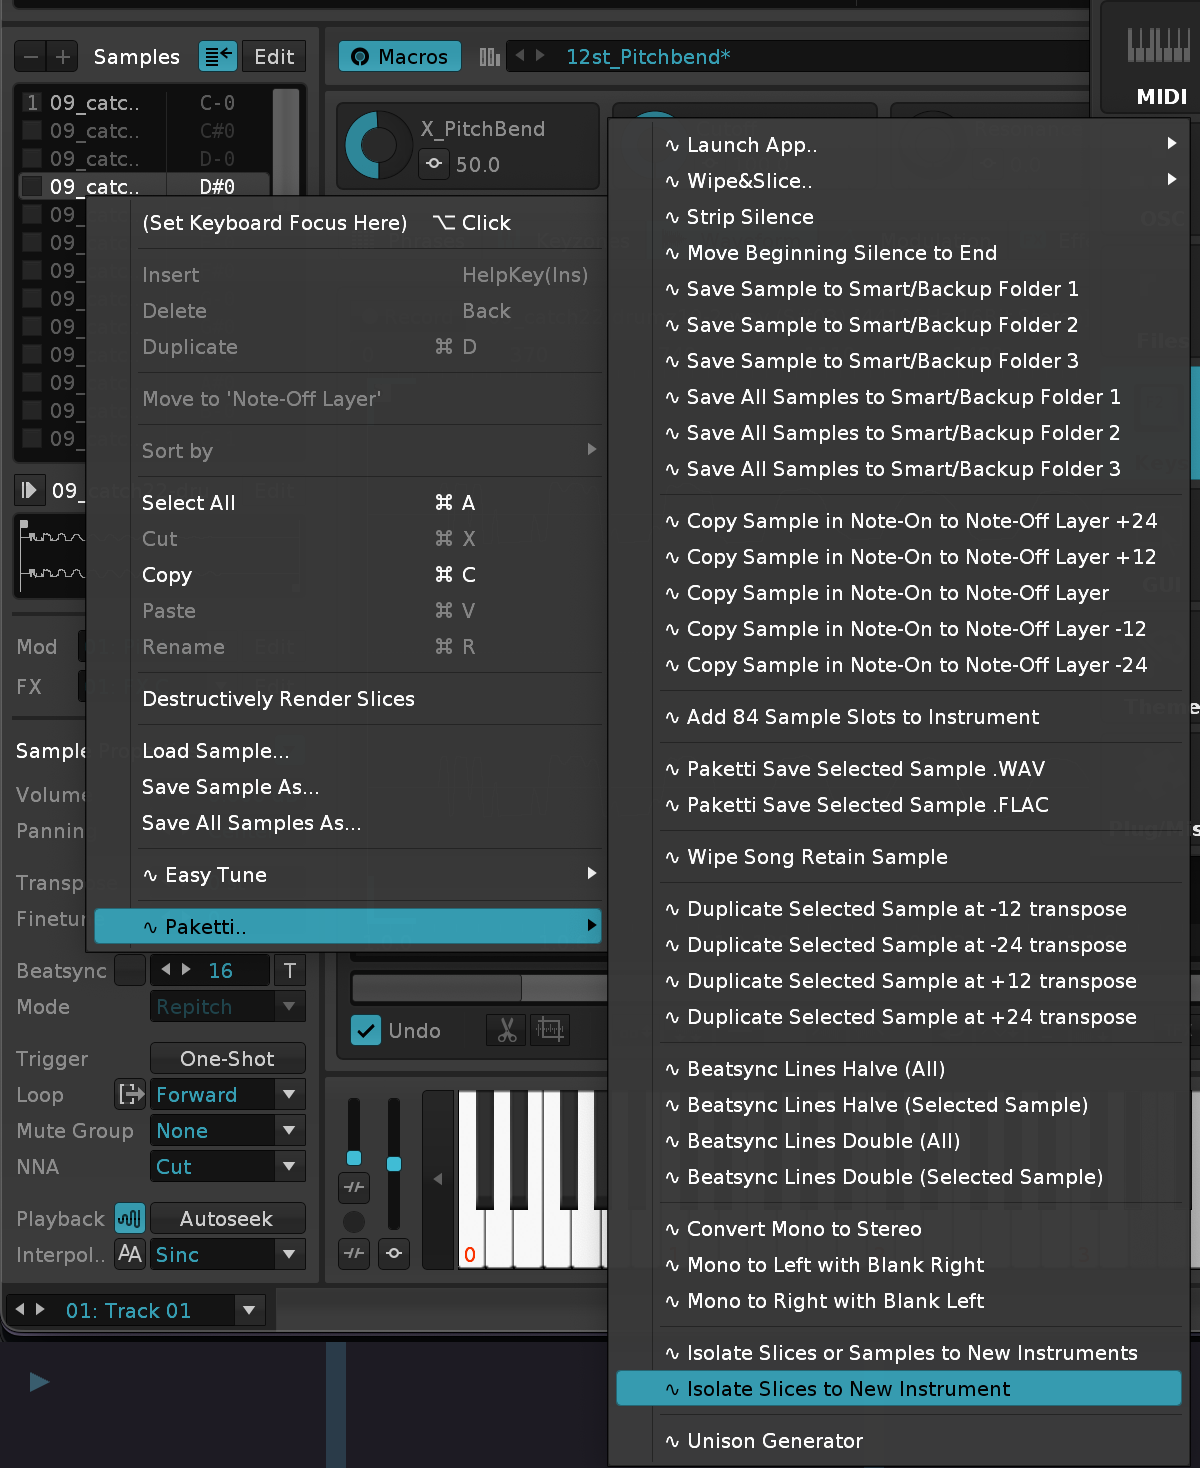 Samples
Edit
Macros
12st_Pitchbend*
MIDI
1 09_catc.. C-0
09_catc.. C#0
09_catc.. D-0
09_catc.. D#0
09_
09_
09_
09_
09_
09_
09_
09_
09_
X_PitchBend
50.0
09_
Mod
FX
Sample
Volume
Pannin
Transp
Finetur
Beatsync 16 T
Mode Repitch
Trigger One-Shot
Loop Forward
Mute Group None
NNA Cut
Playback Autoseek
Interpol.. AA Sinc
01: Track 01
Undo
0
(Set Keyboard Focus Here) ⌥ Click
Insert HelpKey(Ins)
Delete Back
Duplicate ⌘ D
Move to 'Note-Off Layer'
Sort by
Select All ⌘ A
Cut ⌘ X
Copy ⌘ C
Paste ⌘ V
Rename ⌘ R
Destructively Render Slices
Load Sample...
Save Sample As...
Save All Samples As...
∿ Easy Tune
∿ Paketti..
∿ Launch App..
∿ Wipe&Slice..
∿ Strip Silence
∿ Move Beginning Silence to End
∿ Save Sample to Smart/Backup Folder 1
∿ Save Sample to Smart/Backup Folder 2
∿ Save Sample to Smart/Backup Folder 3
∿ Save All Samples to Smart/Backup Folder 1
∿ Save All Samples to Smart/Backup Folder 2
∿ Save All Samples to Smart/Backup Folder 3
∿ Copy Sample in Note-On to Note-Off Layer +24
∿ Copy Sample in Note-On to Note-Off Layer +12
∿ Copy Sample in Note-On to Note-Off Layer
∿ Copy Sample in Note-On to Note-Off Layer -12
∿ Copy Sample in Note-On to Note-Off Layer -24
∿ Add 84 Sample Slots to Instrument
∿ Paketti Save Selected Sample .WAV
∿ Paketti Save Selected Sample .FLAC
∿ Wipe Song Retain Sample
∿ Duplicate Selected Sample at -12 transpose
∿ Duplicate Selected Sample at -24 transpose
∿ Duplicate Selected Sample at +12 transpose
∿ Duplicate Selected Sample at +24 transpose
∿ Beatsync Lines Halve (All)
∿ Beatsync Lines Halve (Selected Sample)
∿ Beatsync Lines Double (All)
∿ Beatsync Lines Double (Selected Sample)
∿ Convert Mono to Stereo
∿ Mono to Left with Blank Right
∿ Mono to Right with Blank Left
∿ Isolate Slices or Samples to New Instruments
∿ Isolate Slices to New Instrument
∿ Unison Generator